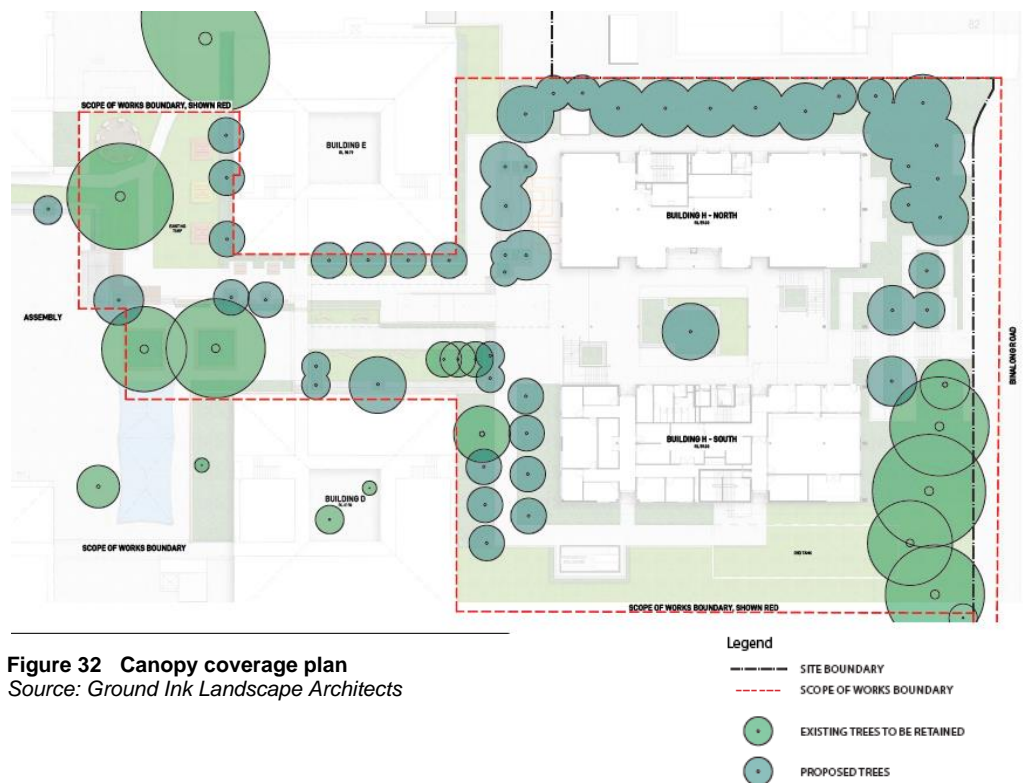 SCOPE OF WORKS BOUNDARY, SHOWN RED
BUILDING E
EXISTING
TURF
BUILDING H - NORTH
ASSEMBLY
BINALONG ROAD
BUILDING H - SOUTH
BUILDING D
SCOPE OF WORKS BOUNDARY
SCOPE OF WORKS BOUNDARY, SHOWN RED
Figure 32 Canopy coverage plan
Source: Ground Ink Landscape Architects
Legend
SITE BOUNDARY
SCOPE OF WORKS BOUNDARY
EXISTING TREES TO BE RETAINED
PROPOSED TREES